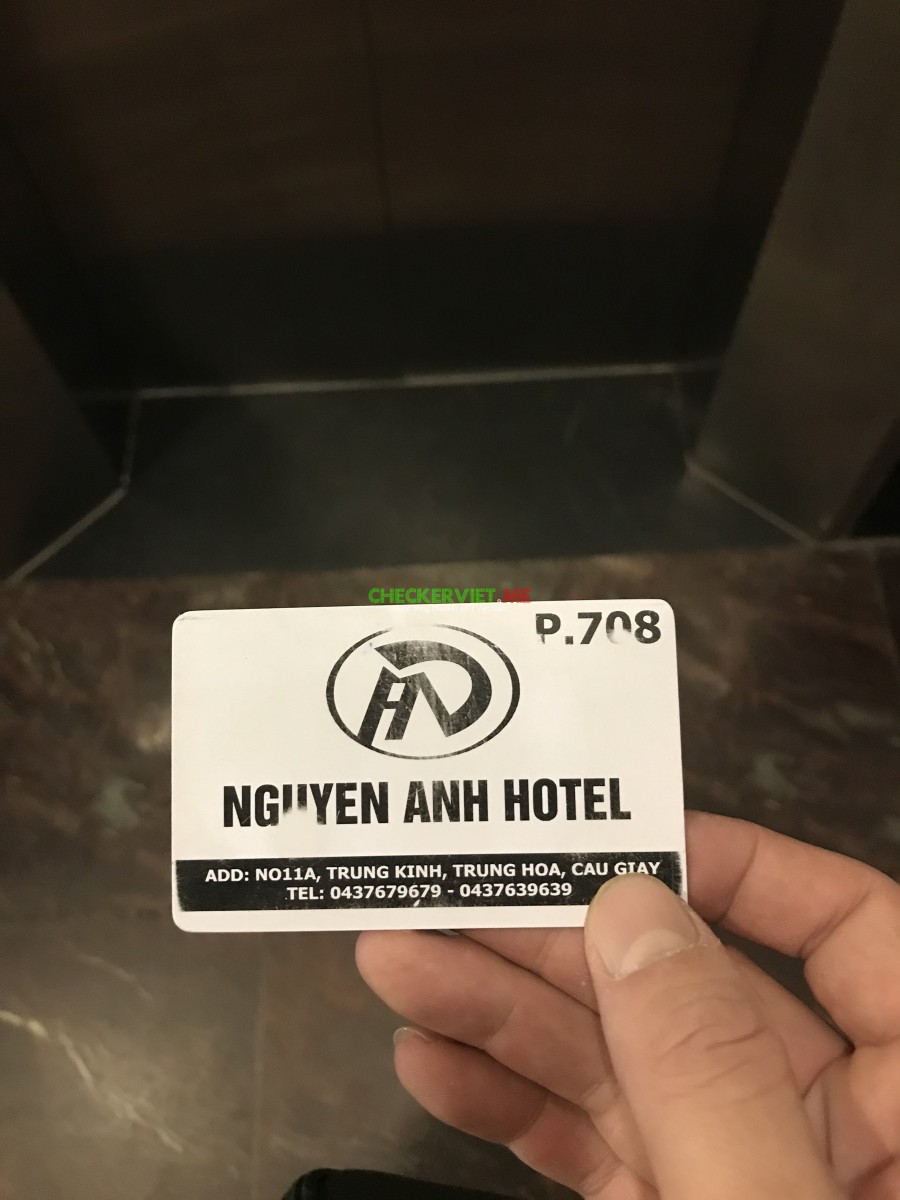 CHECKERVIET.ME
P.708
NGUYEN ANH HOTEL
ADD: NO11A, TRUNG KINH, TRUNG HOA, CAU GIAY
TEL: 0437679679 - 0437639639